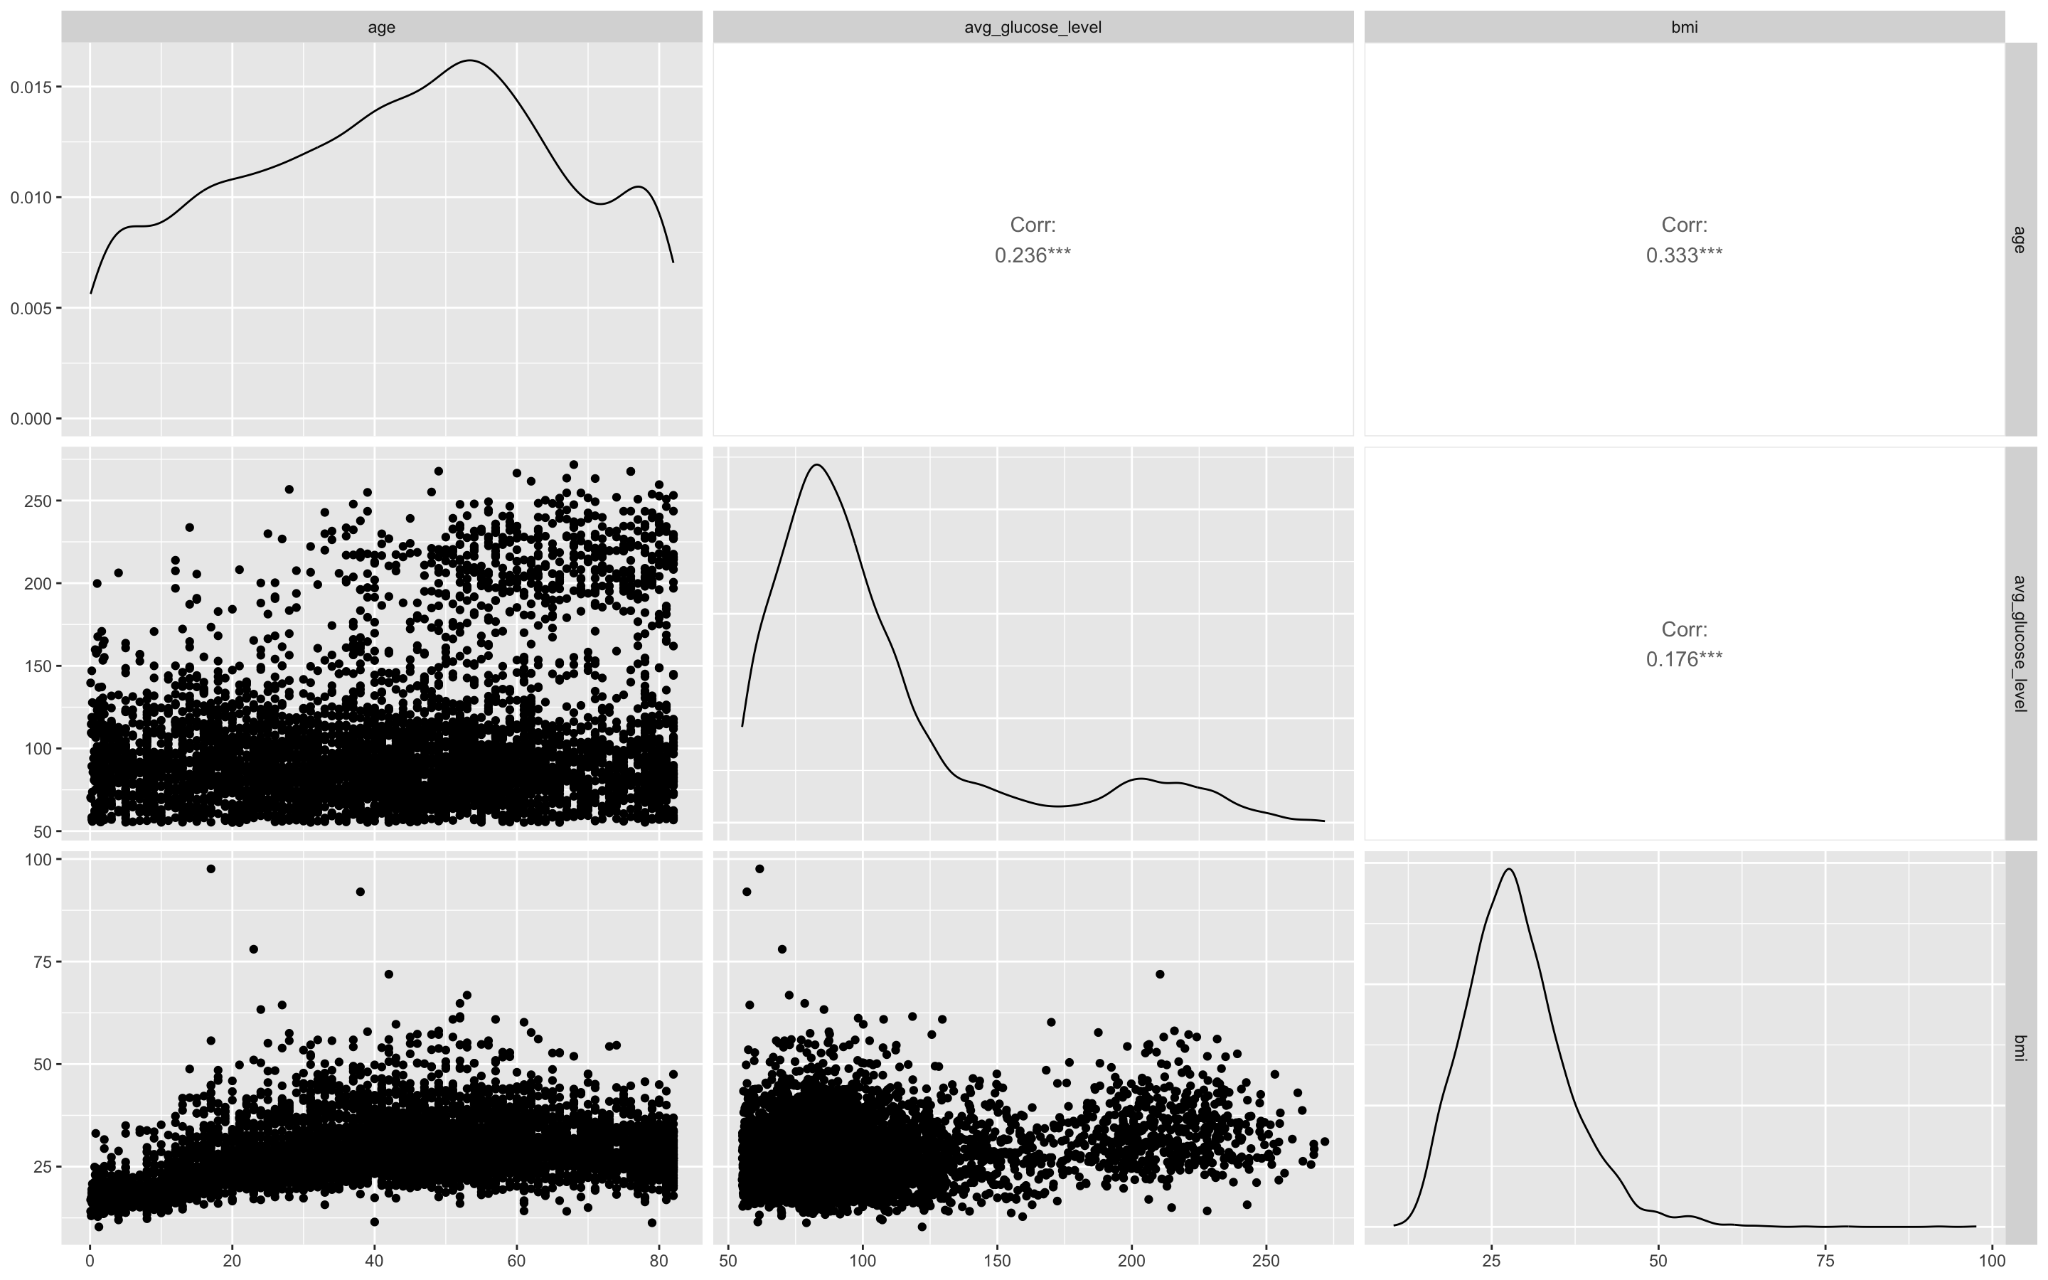 age
avg_glucose_level
bmi
0.015
0.010
0.005
0.000
Corr:
0.236***
Corr:
0.333***
age
250
200
150
100
50
Corr:
0.176***
avg_glucose_level
100
75
50
25
bmi
0 20 40 60 80
50 100 150 200 250
25 50 75 100